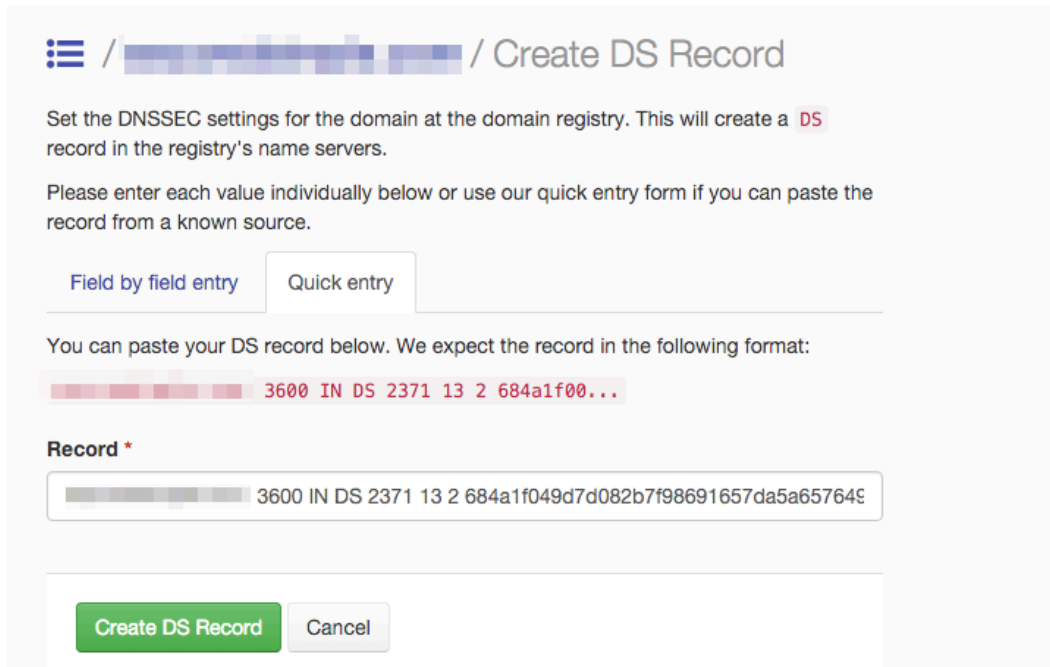 / / Create DS Record
Set the DNSSEC settings for the domain at the domain registry. This will create a DS
record in the registry's name servers.
Please enter each value individually below or use our quick entry form if you can paste the
record from a known source.
Field by field entry Quick entry
You can paste your DS record below. We expect the record in the following format:
3600 IN DS 2371 13 2 684a1f00...
Record *
3600 IN DS 2371 13 2 684a1f049d7d082b7f98691657da5a657649
Create DS Record Cancel